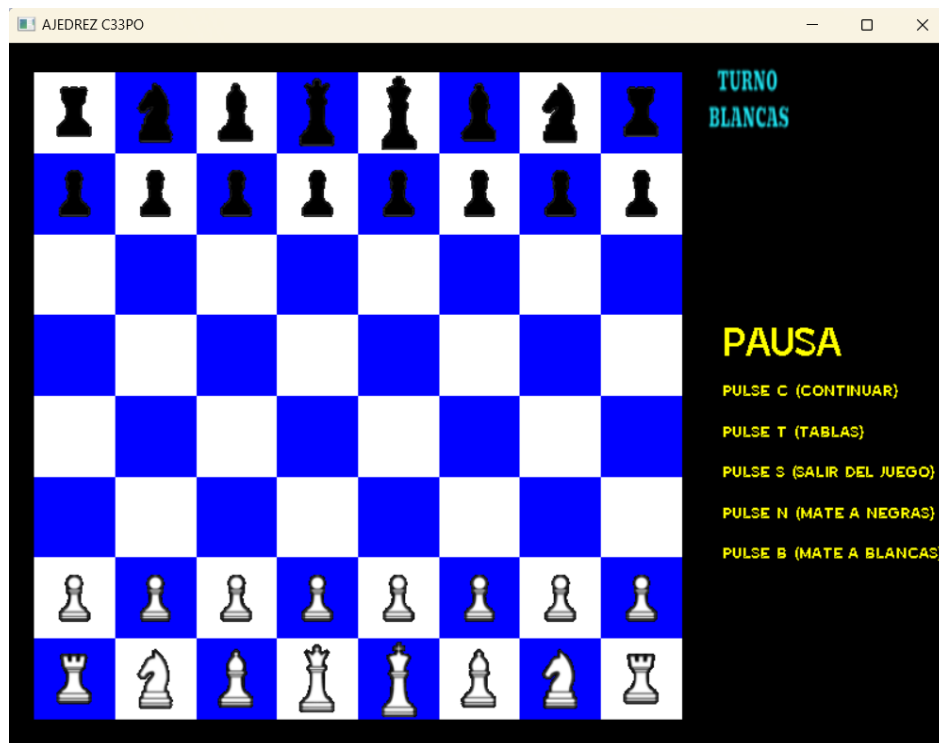 AJEDREZ C33PO
TURNO
BLANCAS
PAUSA
PULSE C (CONTINUAR)
PULSE T (TABLAS)
PULSE S (SALIR DEL JUEGO)
PULSE N (MATE A NEGRAS)
PULSE B (MATE A BLANCAS)